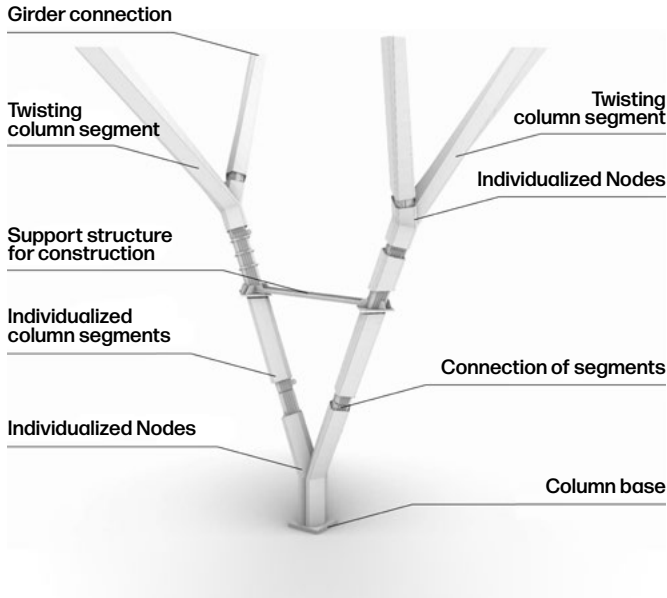 Girder connection
Twisting
column segment
Twisting
column segment
Individualized Nodes
Support structure
for construction
Individualized
column segments
Connection of segments
Individualized Nodes
Column base